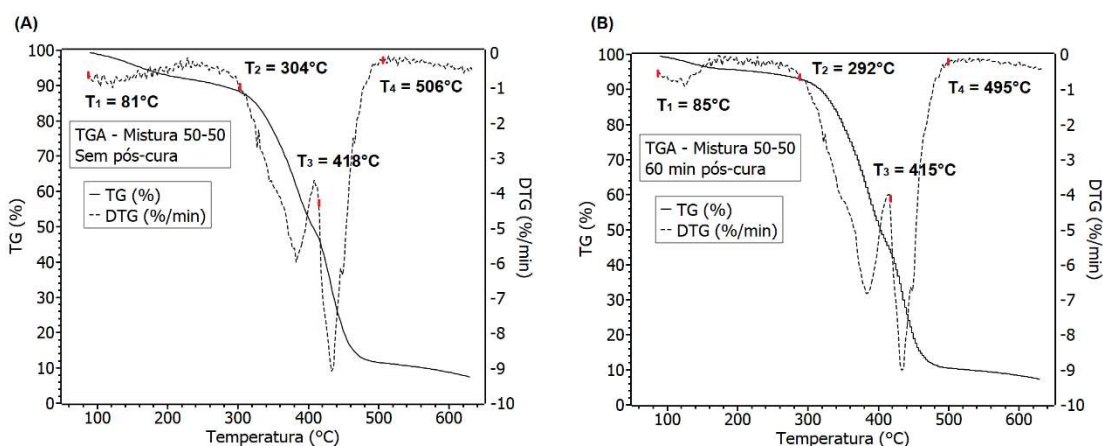 (A)
TG (%)
100
90
80
70
60
50
40
30
20
10
0
0
-1
-2
-3
-4
-5
-6
-7
-8
-9
-10
DTG (%/min)
T₁ = 81°C
T₂ = 304°C
T₃ = 418°C
T₄ = 506°C
TGA - Mistura 50-50
Sem pós-cura
TG (%)
DTG (%/min)
100 200 300 400 500 600
Temperatura (°C)
(B)
TG (%)
100
90
80
70
60
50
40
30
20
10
0
0
-1
-2
-3
-4
-5
-6
-7
-8
-9
-10
DTG (%/min)
T₁ = 85°C
T₂ = 292°C
T₃ = 415°C
T₄ = 495°C
TGA - Mistura 50-50
60 min pós-cura
TG (%)
DTG (%/min)
100 200 300 400 500 600
Temperatura (°C)